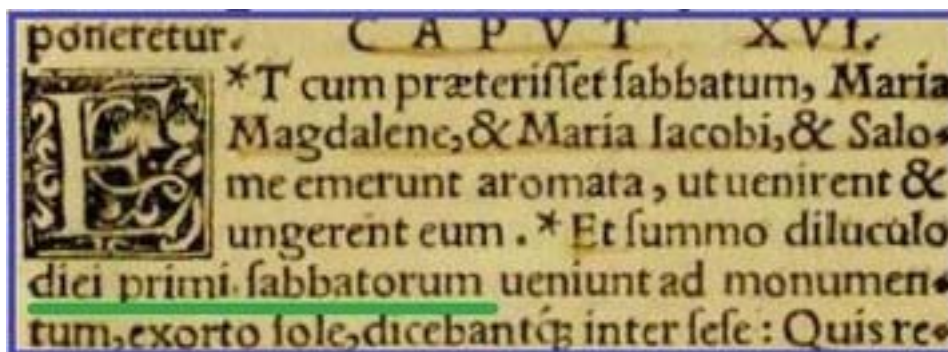 poneretur. CAPVT XVI.
E*T cum præteriſſet ſabbatum, Maria
Magdalene, & Maria Iacobi, & Salo-
me emerunt aromata, ut uenirent &
ungerent eum. * Et ſummo diluculo
diei primi ſabbatorum ueniunt ad monumen-
tum, exorto ſole, dicebantq́; inter ſeſe: Quis re-